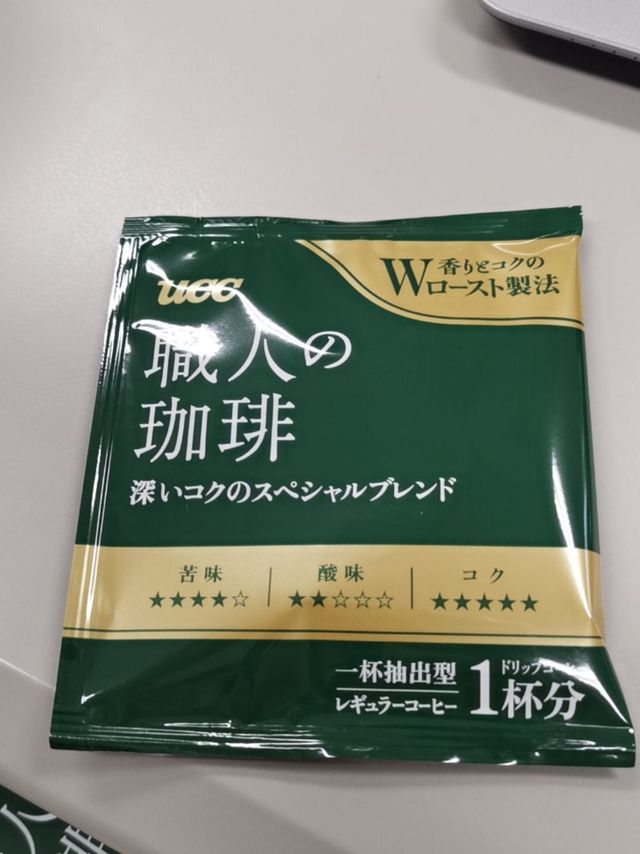 ucc
香りとコクの
Wロースト製法
職人の
珈琲
深いコクのスペシャルブレンド
苦味 酸味 コク
★★★★☆ ★★☆☆☆ ★★★★★
一杯抽出型
レギュラーコーヒー
ドリップコーヒー
1杯分
人